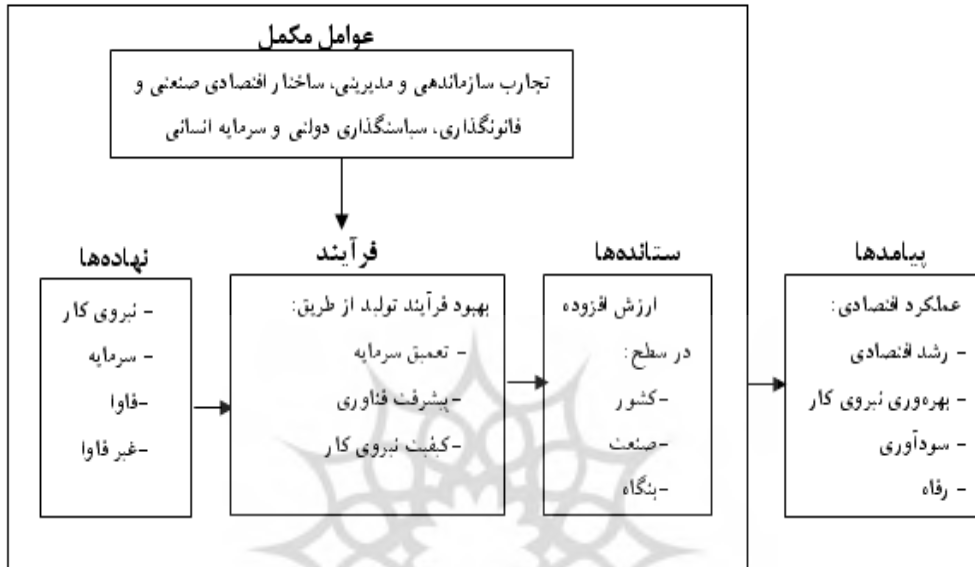 عوامل مکمل
تجارب سازماندهی و مدیریتی، ساختار اقتصادی صنعتی و
قانونگذاری، سیاستگذاری دولتی و سرمایه انسانی
نهاده‌ها
- نیروی کار
- سرمایه
-فاوا
-غیر فاوا
فرآیند
بهبود فرآیند تولید از طریق:
- تعمیق سرمایه
-پیشرفت فناوری
-کیفیت نیروی کار
ستانده‌ها
ارزش افزوده
در سطح:
-کشور
-صنعت
-بنگاه
پیامدها
عملکرد اقتصادی:
- رشد اقتصادی
- بهره‌وری نیروی کار
- سودآوری
- رفاه